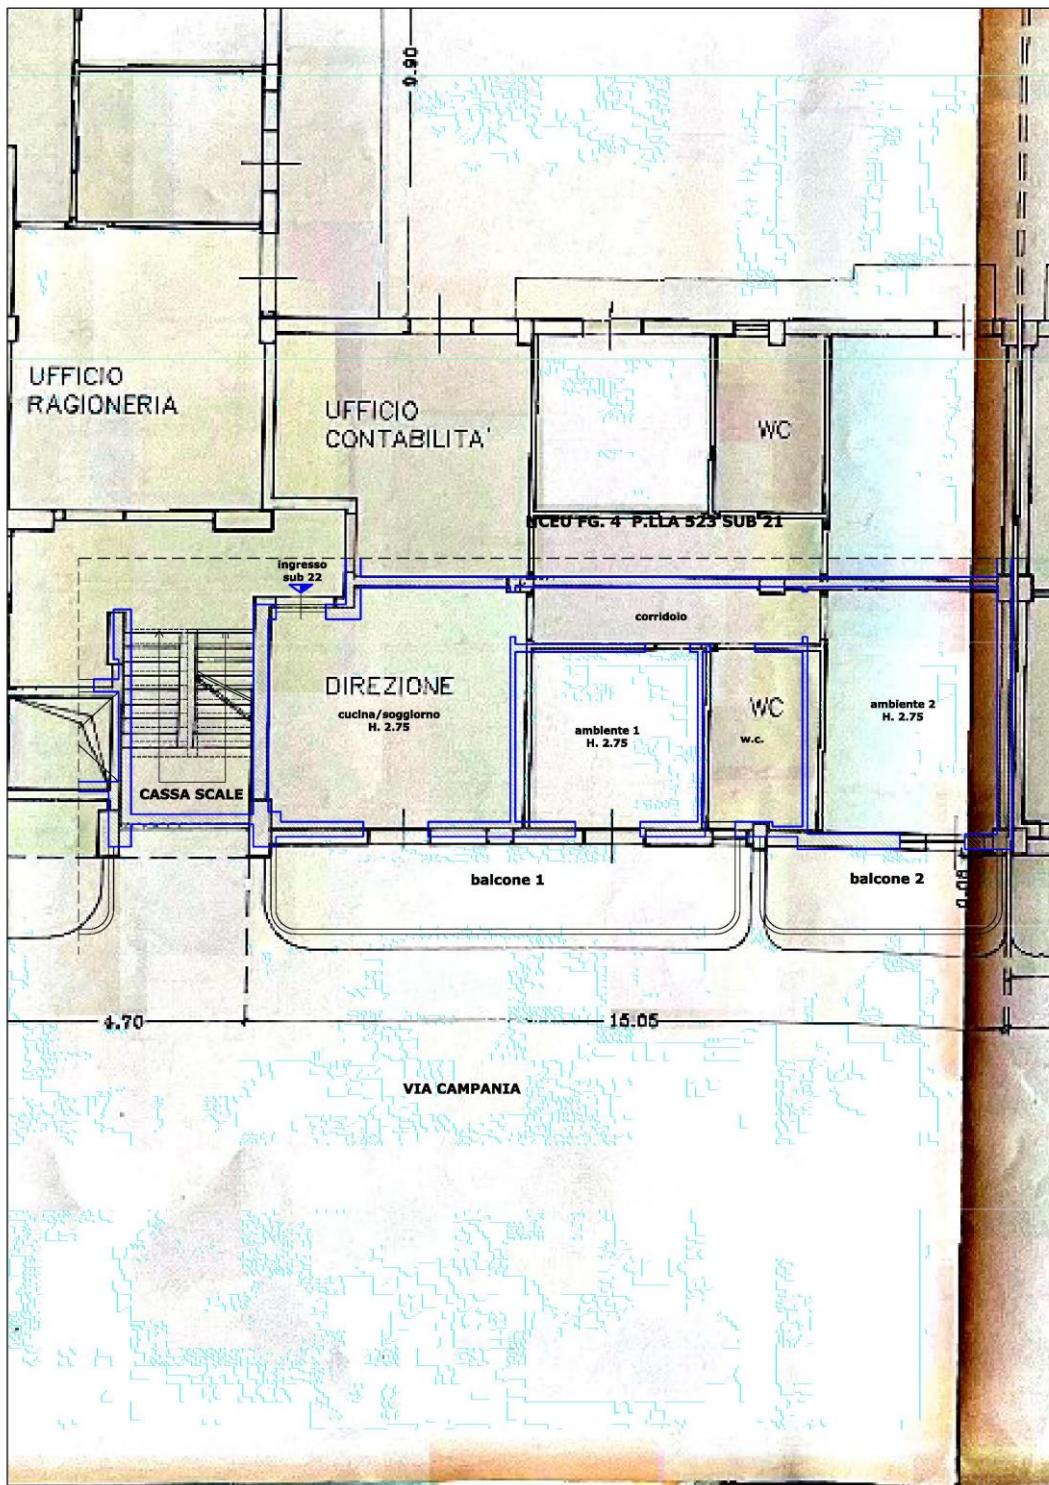 9.90
UFFICIO
RAGIONERIA
UFFICIO
CONTABILITA'
WC
NCEU FG. 4 P.LLA 523 SUB 21
ingresso
sub 22
corridoio
DIREZIONE
cucina/soggiorno
H. 2.75
ambiente 1
H. 2.75
WC
w.c.
ambiente 2
H. 2.75
CASSA SCALE
balcone 1
balcone 2
4.70
15.05
VIA CAMPANIA